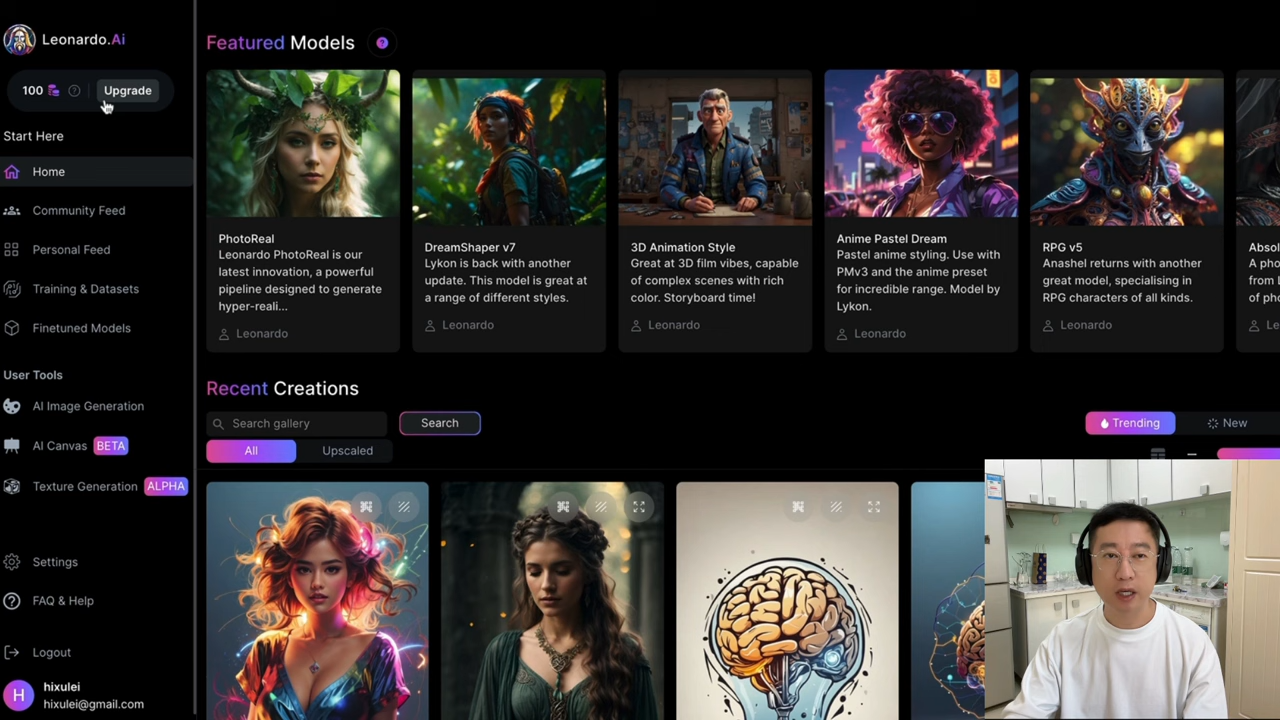 Leonardo.Ai
100
Upgrade
Start Here
Home
Community Feed
Personal Feed
Training & Datasets
Finetuned Models
User Tools
AI Image Generation
AI Canvas BETA
Texture Generation ALPHA
Settings
FAQ & Help
Logout
H
hixulei
hixulei@gmail.com
Featured Models ?
PhotoReal
Leonardo PhotoReal is our
latest innovation, a powerful
pipeline designed to generate
hyper-reali...
Leonardo
DreamShaper v7
Lykon is back with another
update. This model is great at
a range of different styles.
Leonardo
3D Animation Style
Great at 3D film vibes, capable
of complex scenes with rich
color. Storyboard time!
Leonardo
Anime Pastel Dream
Pastel anime styling. Use with
PMv3 and the anime preset
for incredible range. Model by
Lykon.
Leonardo
RPG v5
Anashel returns with another
great model, specialising in
RPG characters of all kinds.
Leonardo
Absol
A pho
from L
of pho
Le
Recent Creations
Search gallery
Search
Trending
New
All
Upscaled